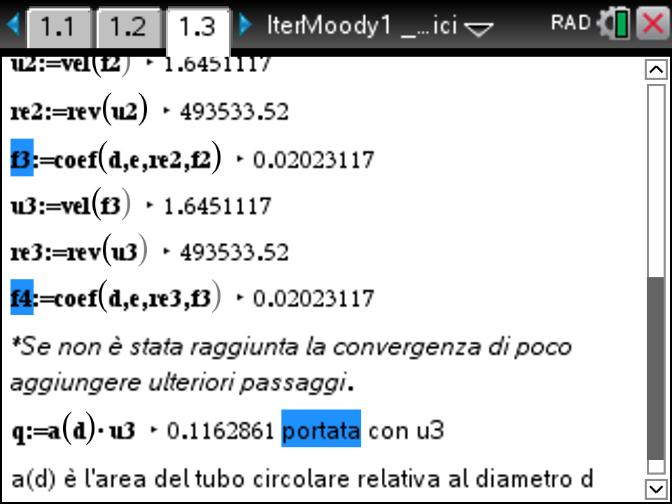 1.1 1.2 1.3 IterMoody1 _...ici RAD
u2:=vel(f2) ‣ 1.6451117
re2:=rev(u2) ‣ 493533.52
f3:=coef(d,e,re2,f2) ‣ 0.02023117
u3:=vel(f3) ‣ 1.6451117
re3:=rev(u3) ‣ 493533.52
f4:=coef(d,e,re3,f3) ‣ 0.02023117
*Se non è stata raggiunta la convergenza di poco
aggiungere ulteriori passaggi.
q:=a(d)·u3 ‣ 0.1162861 portata con u3
a(d) è l'area del tubo circolare relativa al diametro d